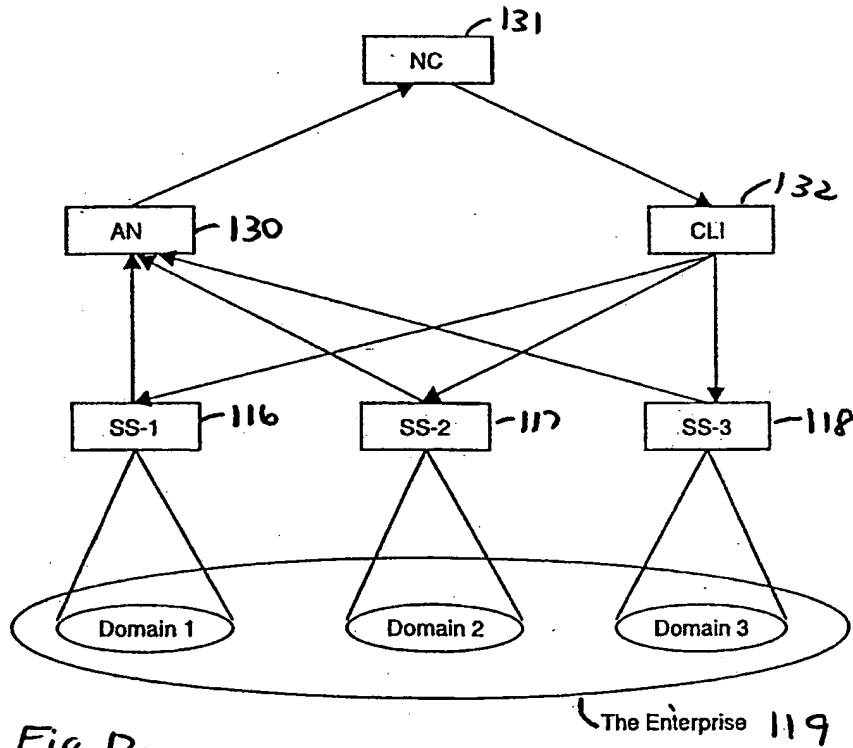 131
NC
132
AN
130
CLI
SS-1
116
SS-2
117
SS-3
118
Domain 1
Domain 2
Domain 3
The Enterprise 119